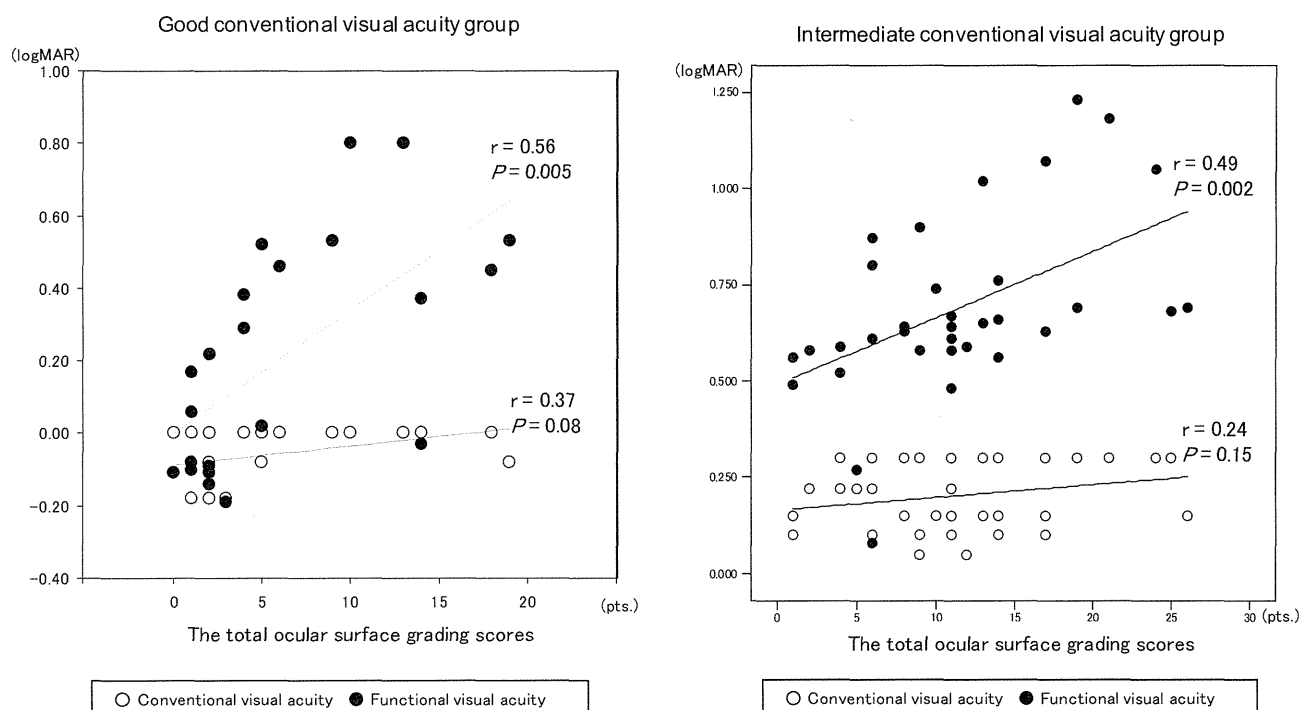 Good conventional visual acuity group
(logMAR)
1.00
0.80
0.60
0.40
0.20
0.00
−0.20
−0.40
r = 0.56
P = 0.005
r = 0.37
P = 0.08
0 5 10 15 20 (pts.)
The total ocular surface grading scores
Conventional visual acuity Functional visual acuity
Intermediate conventional visual acuity group
(logMAR)
1.250
1.000
0.750
0.500
0.250
0.000
r = 0.49
P = 0.002
r = 0.24
P = 0.15
0 5 10 15 20 25 30 (pts.)
The total ocular surface grading scores
Conventional visual acuity Functional visual acuity